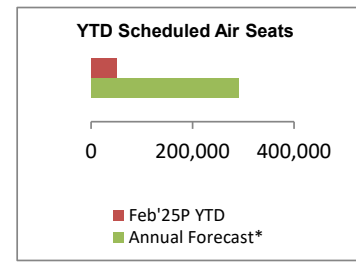 YTD Scheduled Air Seats
0 200,000 400,000
Feb'25P YTD
Annual Forecast*